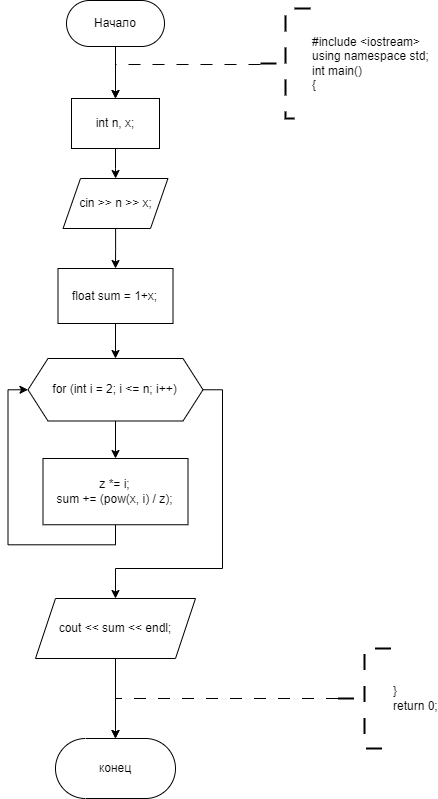 Начало
#include <iostream>
using namespace std;
int main()
{
int n, x;
cin >> n >> x;
float sum = 1+x;
for (int i = 2; i <= n; i++)
z *= i;
sum += (pow(x, i) / z);
cout << sum << endl;
}
return 0;
конец